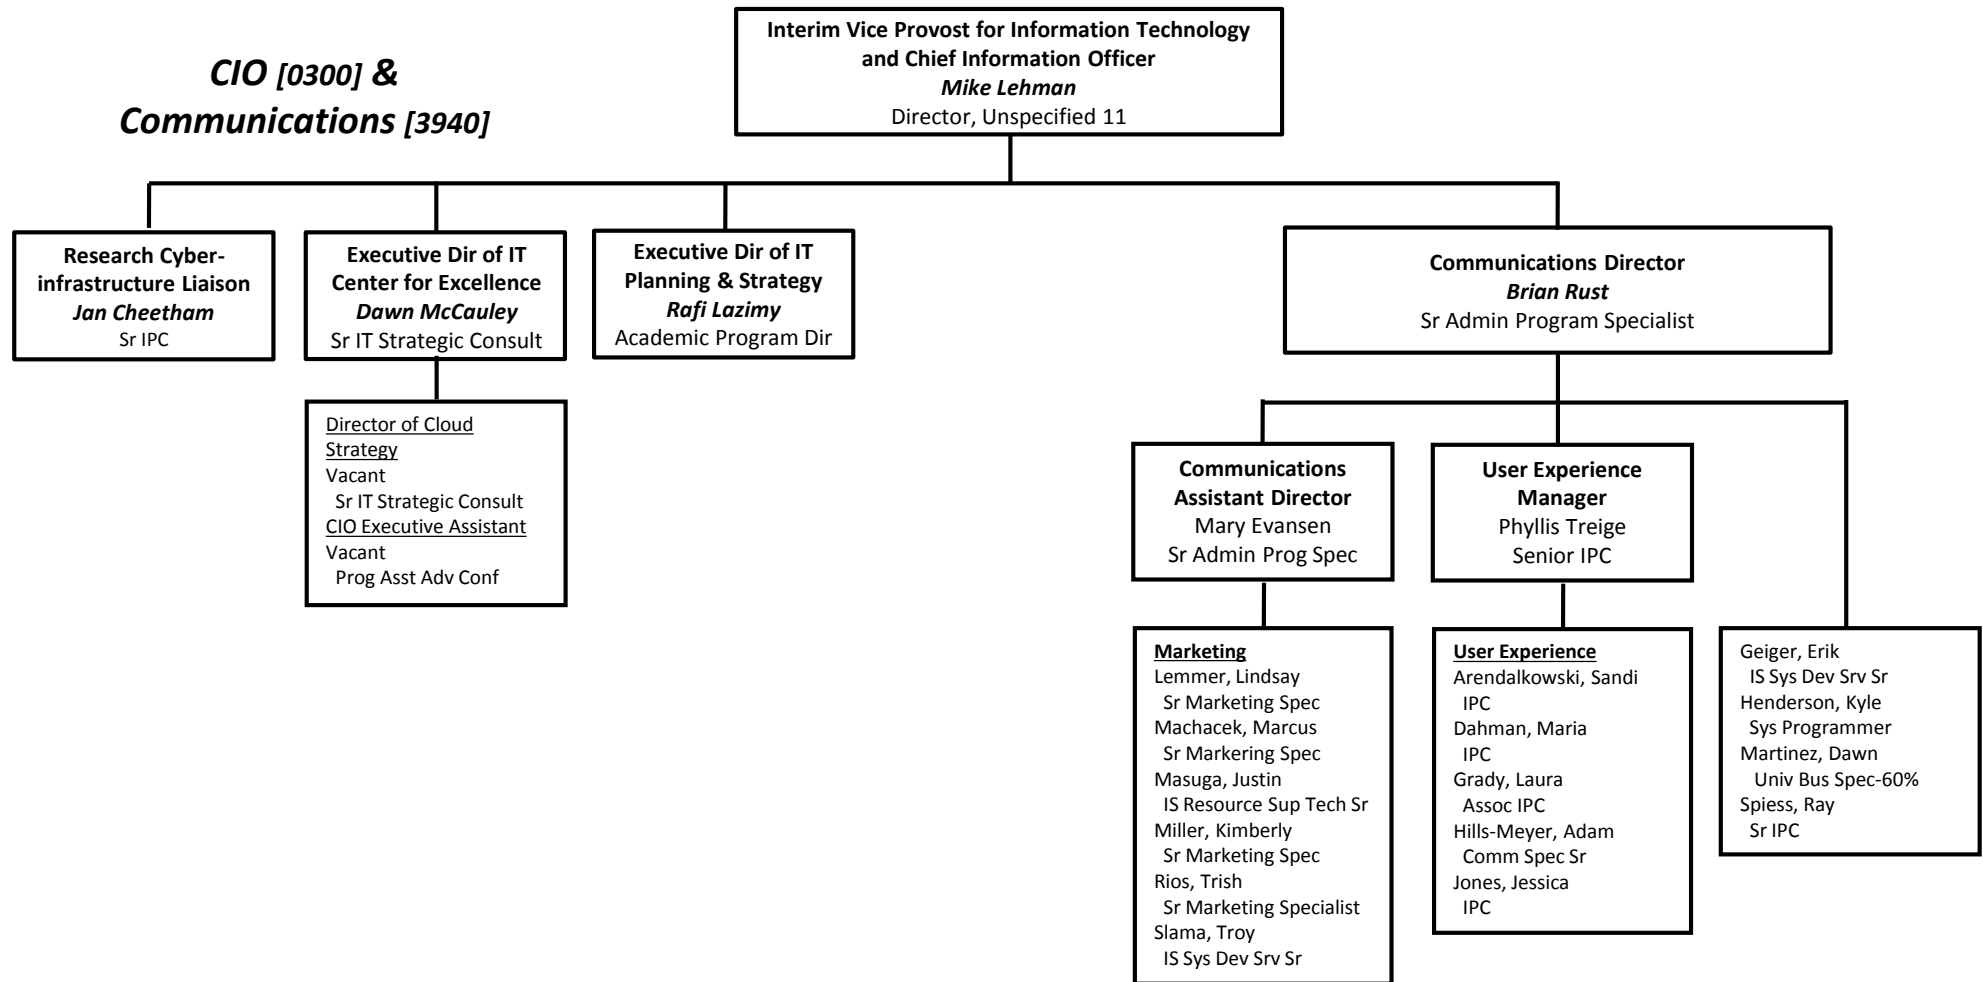 CIO [0300] &
Communications [3940]
Interim Vice Provost for Information Technology
and Chief Information Officer
Mike Lehman
Director, Unspecified 11
Research Cyber-
infrastructure Liaison
Jan Cheetham
Sr IPC
Executive Dir of IT
Center for Excellence
Dawn McCauley
Sr IT Strategic Consult
Executive Dir of IT
Planning & Strategy
Rafi Lazimy
Academic Program Dir
Communications Director
Brian Rust
Sr Admin Program Specialist
Director of Cloud
Strategy
Vacant
Sr IT Strategic Consult
CIO Executive Assistant
Vacant
Prog Asst Adv Conf
Communications
Assistant Director
Mary Evansen
Sr Admin Prog Spec
User Experience
Manager
Phyllis Treige
Senior IPC
Marketing
Lemmer, Lindsay
Sr Marketing Spec
Machacek, Marcus
Sr Markering Spec
Masuga, Justin
IS Resource Sup Tech Sr
Miller, Kimberly
Sr Marketing Spec
Rios, Trish
Sr Marketing Specialist
Slama, Troy
IS Sys Dev Srv Sr
User Experience
Arendalkowski, Sandi
IPC
Dahman, Maria
IPC
Grady, Laura
Assoc IPC
Hills-Meyer, Adam
Comm Spec Sr
Jones, Jessica
IPC
Geiger, Erik
IS Sys Dev Srv Sr
Henderson, Kyle
Sys Programmer
Martinez, Dawn
Univ Bus Spec-60%
Spiess, Ray
Sr IPC